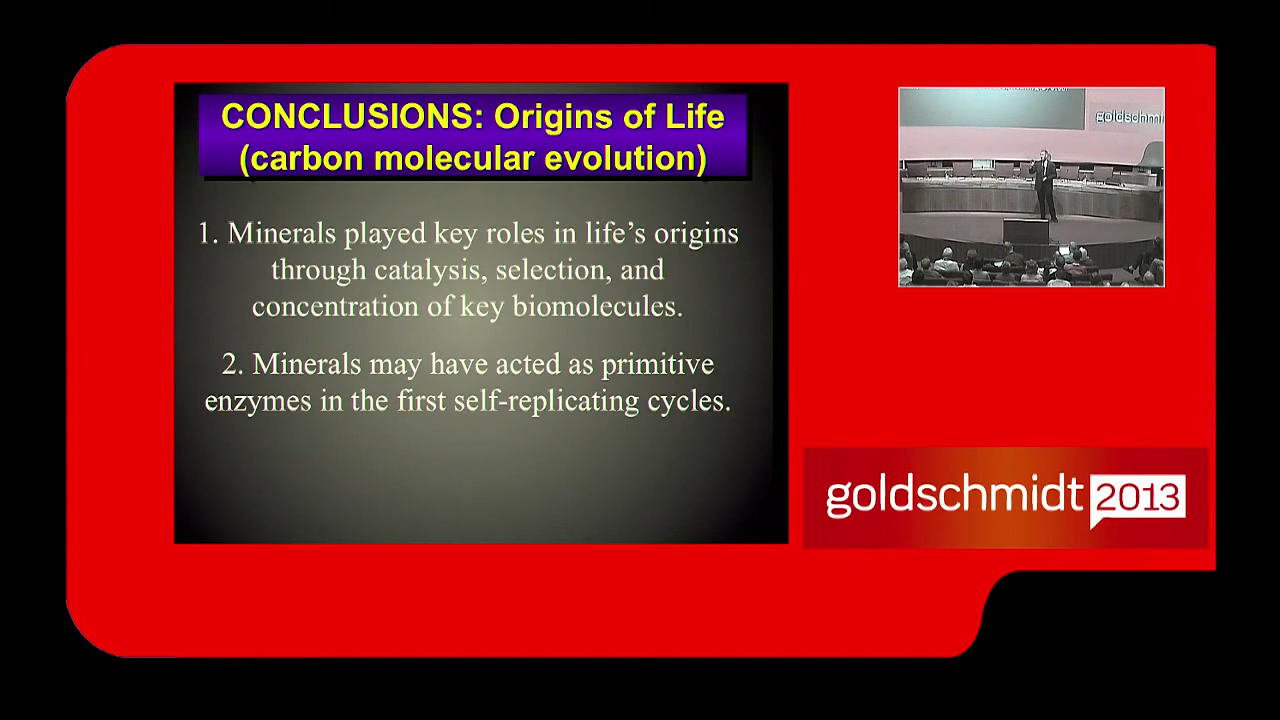 CONCLUSIONS: Origins of Life
(carbon molecular evolution)
1. Minerals played key roles in life’s origins
through catalysis, selection, and
concentration of key biomolecules.
2. Minerals may have acted as primitive
enzymes in the first self-replicating cycles.
goldschmi
goldschmidt 2013